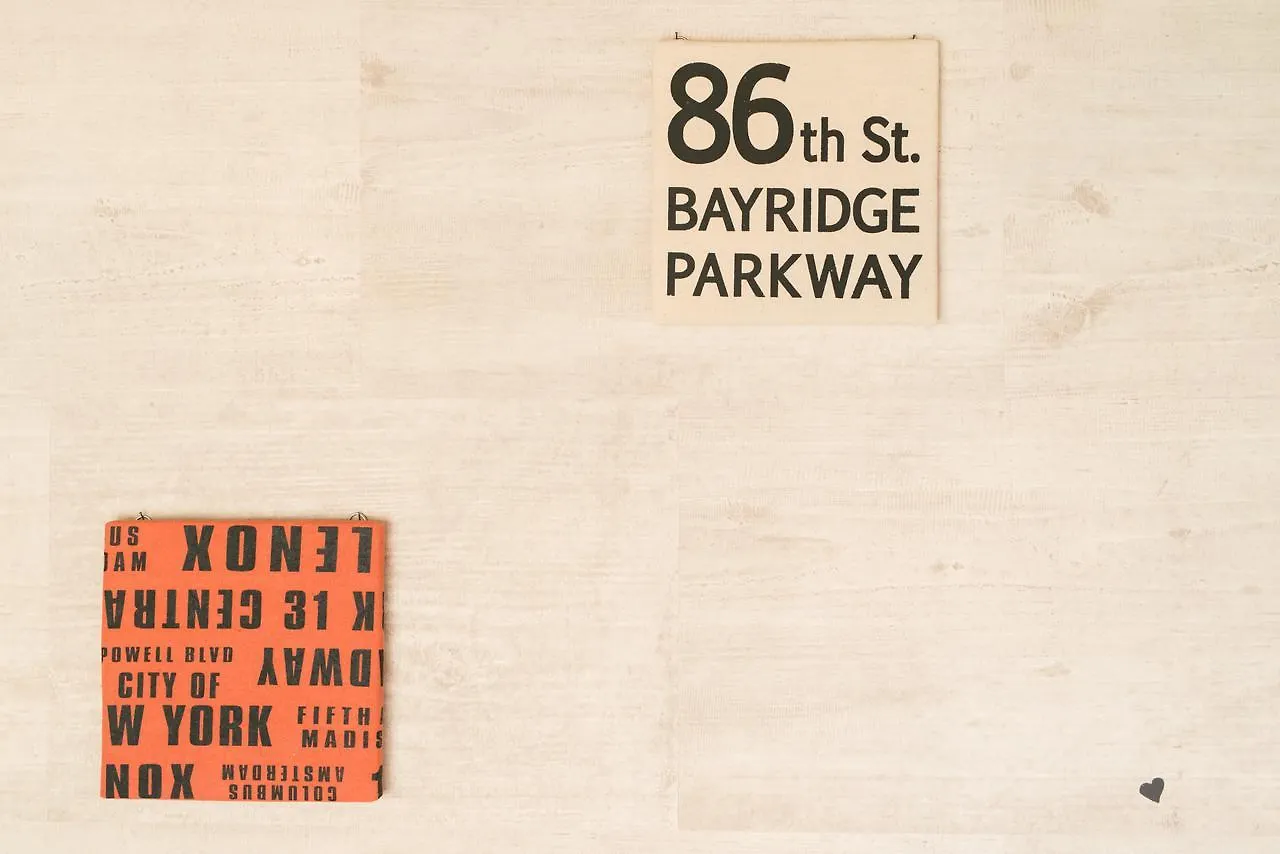 86th St.
BAYRIDGE
PARKWAY
US
LENOX
DAM
K 13 CENTRA
POWELL BLVD
DWAY
CITY OF
W YORK
FIFTH A
MADIS
NOX
AMSTERDAM
COLUMBUS